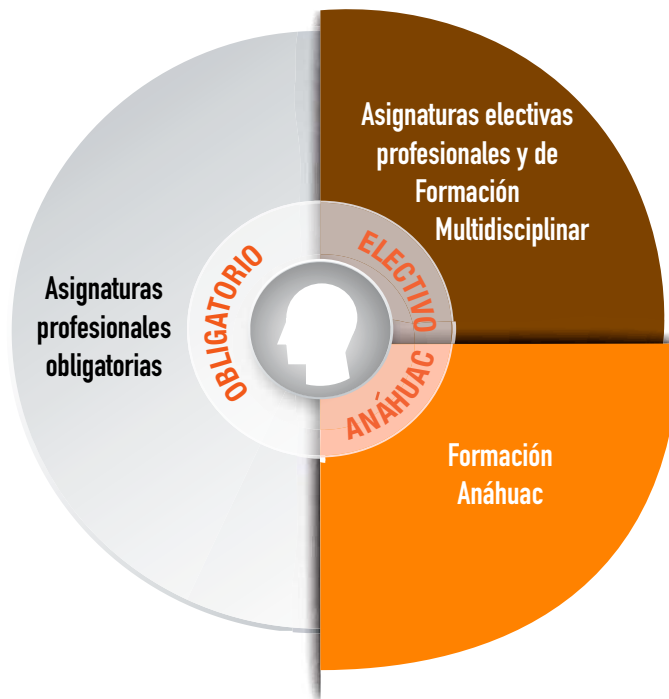 Asignaturas electivas
profesionales y de
Formación
Multidisciplinar
ELECTIVO
OBLIGATORIO
Asignaturas
profesionales
obligatorias
ANÁHUAC
Formación
Anáhuac